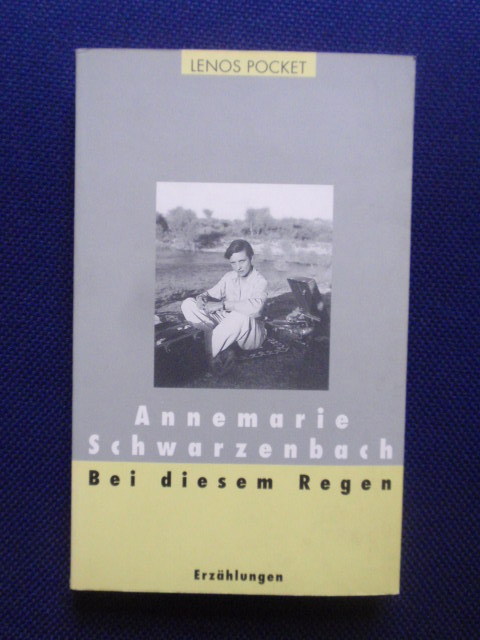 LENOS POCKET
Annemarie
Schwarzenbach
Bei diesem Regen
Erzählungen